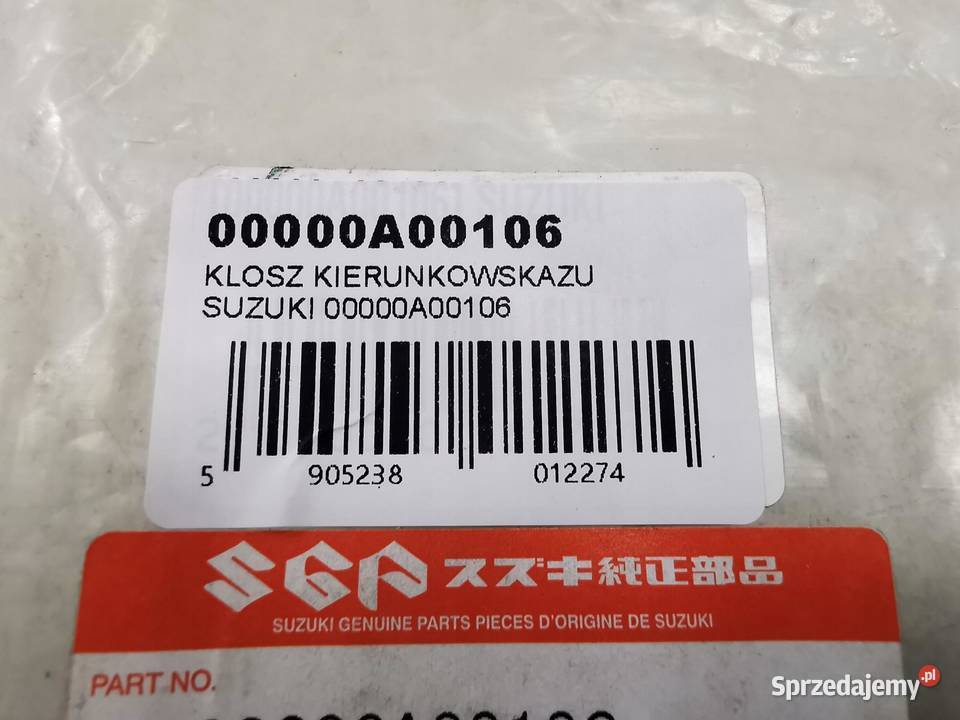 00000A00106
KLOSZ KIERUNKOWSKAZU
SUZUKI 00000A00106
5 905238 012274
SGP スズキ純正部品
SUZUKI GENUINE PARTS PIECES D'ORIGINE DE SUZUKI
PART NO.
Sprzedajemy.pl